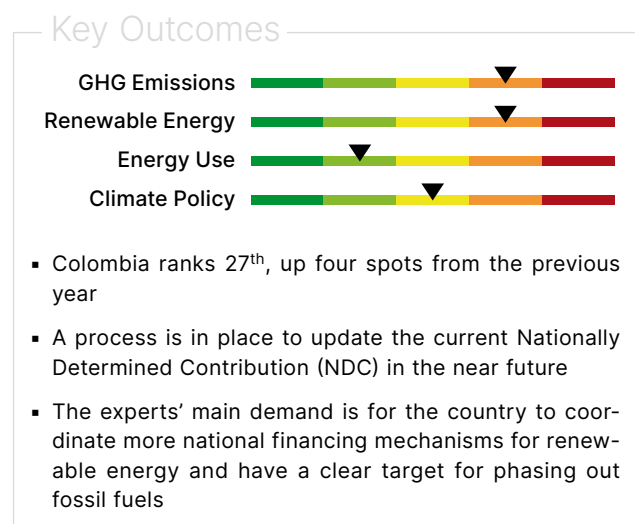 Key Outcomes
GHG Emissions
Renewable Energy
Energy Use
Climate Policy
▪ Colombia ranks 27th, up four spots from the previous
year
▪ A process is in place to update the current Nationally
Determined Contribution (NDC) in the near future
▪ The experts’ main demand is for the country to coor-
dinate more national financing mechanisms for renew-
able energy and have a clear target for phasing out
fossil fuels